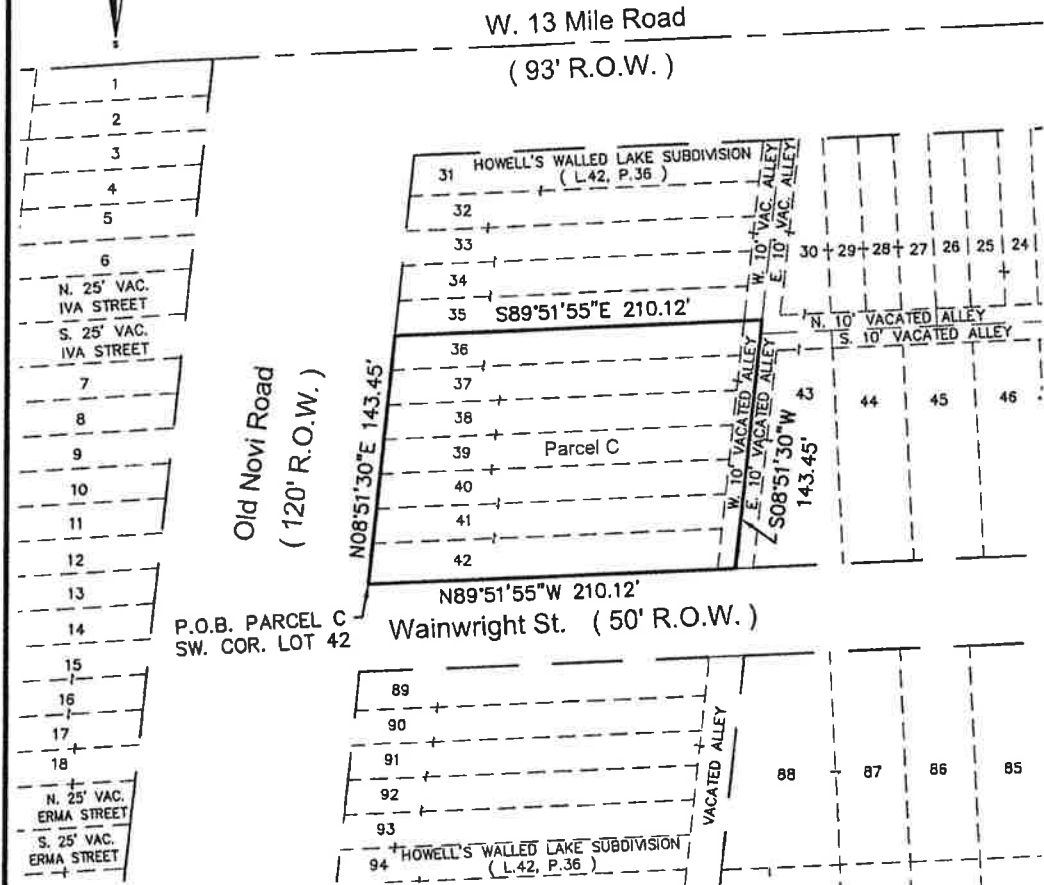 S
W. 13 Mile Road
( 93' R.O.W. )
1
2
3
4
5
6
N. 25' VAC.
IVA STREET
S. 25' VAC.
IVA STREET
7
8
9
10
11
12
13
14
15
16
17
18
N. 25' VAC.
ERMA STREET
S. 25' VAC.
ERMA STREET
Old Novi Road
( 120' R.O.W. )
31
HOWELL'S WALLED LAKE SUBDIVISION
( L.42, P.36 )
32
33
34
35
W. 10' VAC. ALLEY
E. 10' VAC. ALLEY
30
29
28
27
26
25
24
N. 10' VACATED ALLEY
S. 10' VACATED ALLEY
S89°51'55"E 210.12'
36
37
38
39
40
41
42
Parcel C
N08°51'30"E 143.45'
W. 10' VACATED ALLEY
E. 10' VACATED ALLEY
S08°51'30"W
143.45'
43
44
45
46
N89°51'55"W 210.12'
P.O.B. PARCEL C
SW. COR. LOT 42
Wainwright St. ( 50' R.O.W. )
89
90
91
92
93
94
HOWELL'S WALLED LAKE SUBDIVISION
( L.42, P.36 )
VACATED ALLEY
88
87
86
85